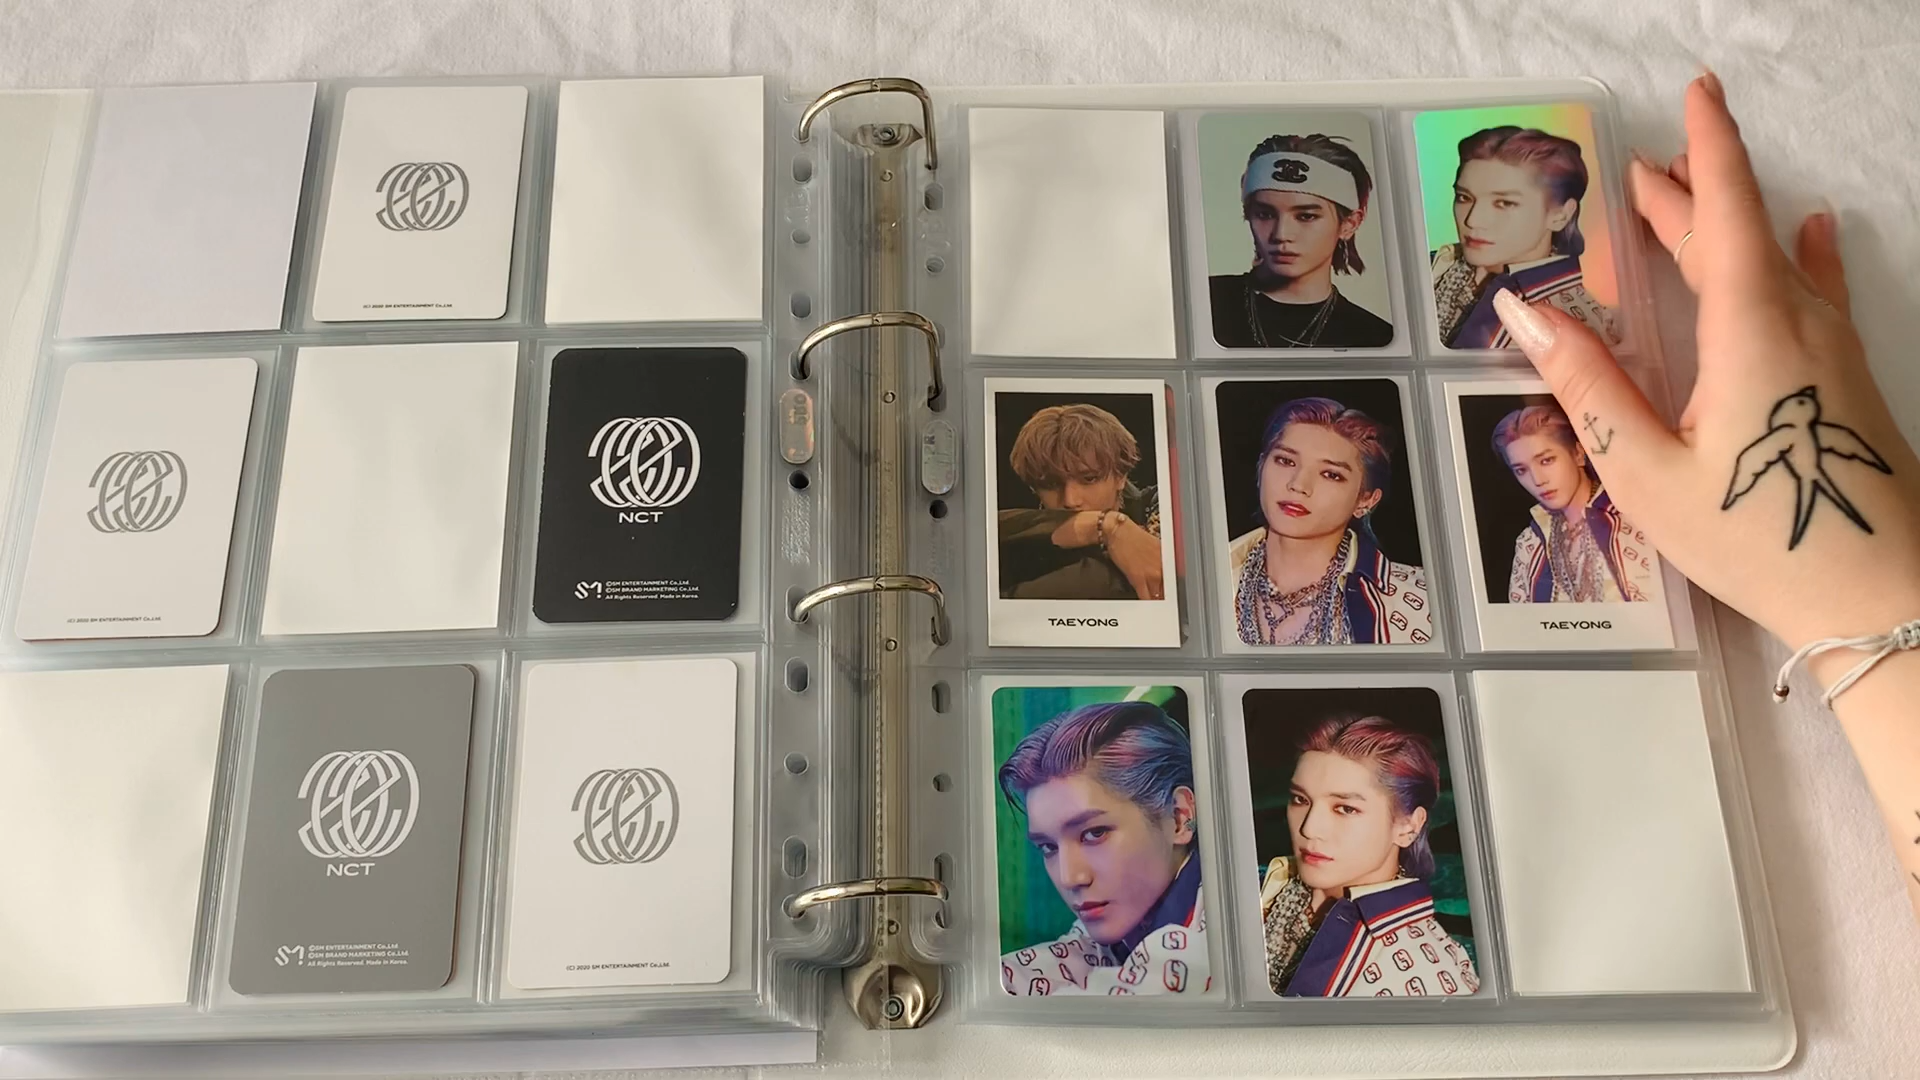 (C) 2020 SM ENTERTAINMENT Co.,Ltd.
(C) 2020 SM ENTERTAINMENT Co.,Ltd.
NCT
SM
©SM ENTERTAINMENT Co.,Ltd.
©SM BRAND MARKETING Co.,Ltd.
All Rights Reserved. Made in Korea.
NCT
SM
©SM ENTERTAINMENT Co.,Ltd.
©SM BRAND MARKETING Co.,Ltd.
All Rights Reserved. Made in Korea.
(C) 2020 SM ENTERTAINMENT Co.,Ltd.
TAEYONG
TAEYONG